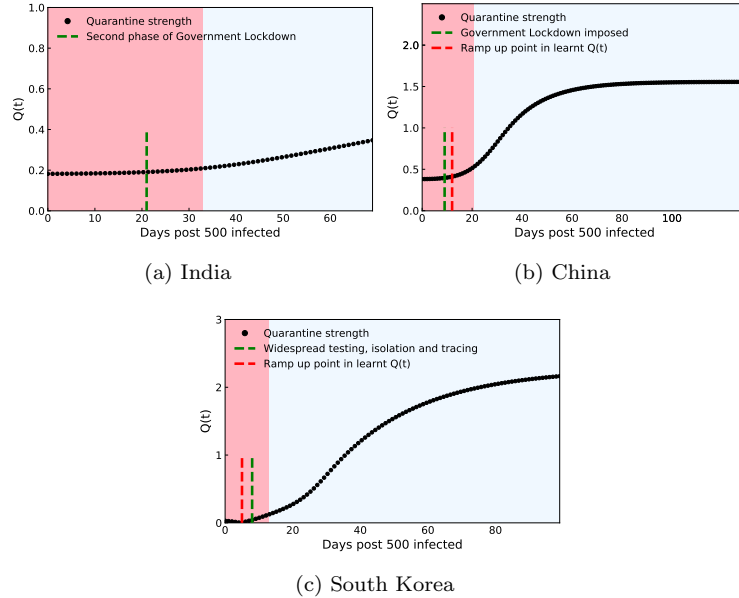 1.0
0.8
0.6
0.4
0.2
0.0
Q(t)
Quarantine strength
Second phase of Government Lockdown
0 10 20 30 40 50 60
Days post 500 infected
(a) India
2.0
1.5
1.0
0.5
0.0
Q(t)
Quarantine strength
Government Lockdown imposed
Ramp up point in learnt Q(t)
0 20 40 60 80 100
Days post 500 infected
(b) China
3
2
1
0
Q(t)
Quarantine strength
Widespread testing, isolation and tracing
Ramp up point in learnt Q(t)
0 20 40 60 80
Days post 500 infected
(c) South Korea